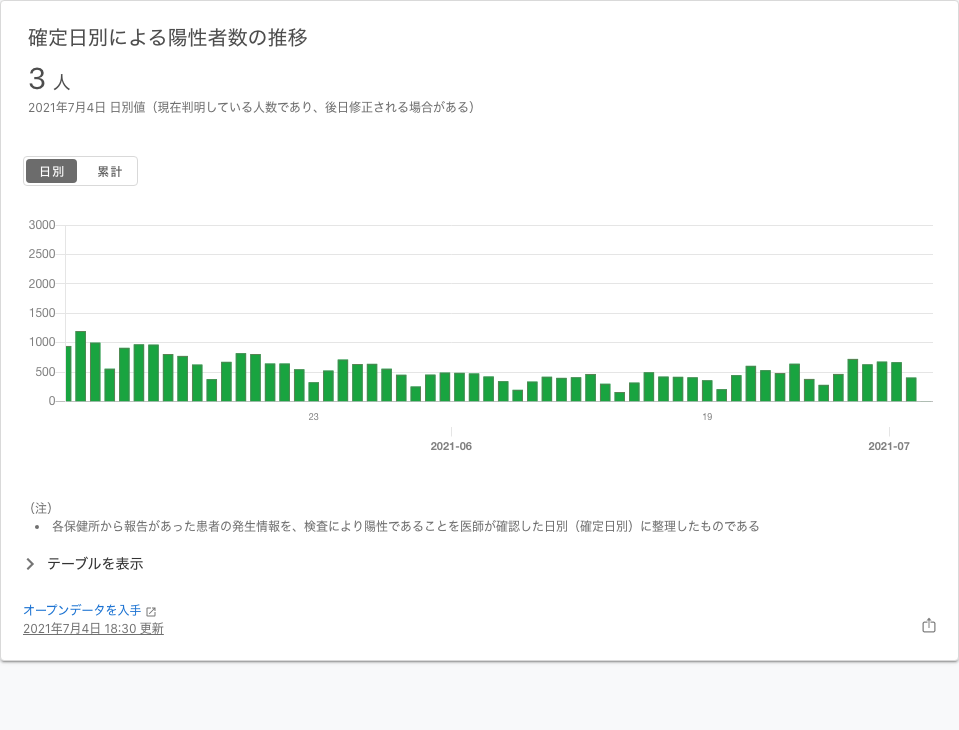 確定日別による陽性者数の推移
3 人
2021年7月4日 日別値（現在判明している人数であり、後日修正される場合がある）
日別 累計
3000
2500
2000
1500
1000
500
0
23 19
2021-06 2021-07
（注）
• 各保健所から報告があった患者の発生情報を、検査により陽性であることを医師が確認した日別（確定日別）に整理したものである
テーブルを表示
オープンデータを入手
2021年7月4日 18:30 更新